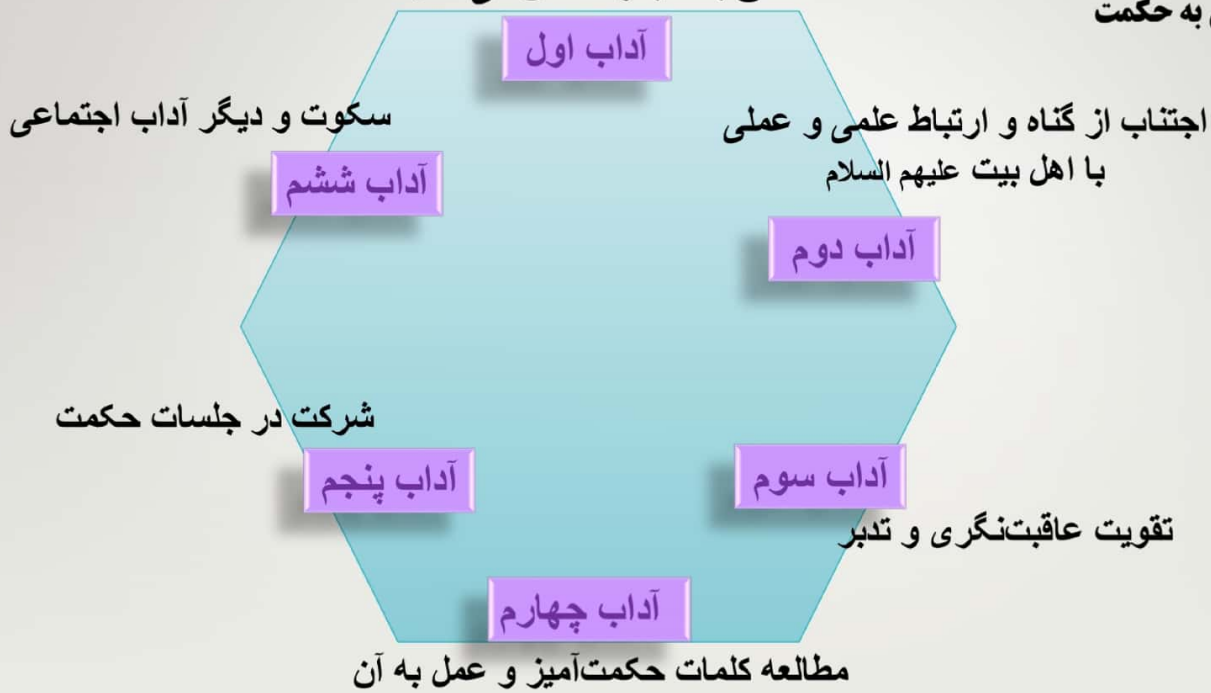 به حکمت
آداب اول
اجتناب از گناه و ارتباط علمی و عملی
با اهل بیت علیهم السلام
آداب دوم
آداب سوم
تقویت عاقبت‌نگری و تدبر
آداب چهارم
مطالعه کلمات حکمت‌آمیز و عمل به آن
شرکت در جلسات حکمت
آداب پنجم
سکوت و دیگر آداب اجتماعی
آداب ششم